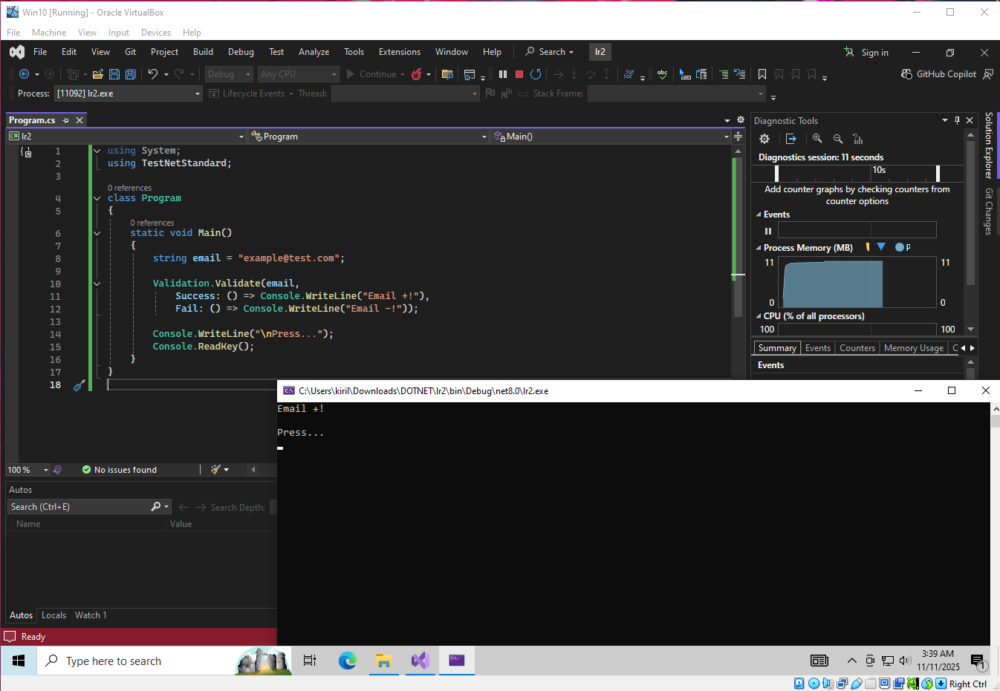 Win10 [Running] - Oracle VirtualBox
File Machine View Input Devices Help
File Edit View Git Project Build Debug Test Analyze Tools Extensions Window Help Search lr2 Sign in
Debug Any CPU Continue abc GitHub Copilot
Process: [11092] lr2.exe Lifecycle Events Thread: Stack Frame:
Program.cs
C# lr2 Program Main()
1 using System;
2 using TestNetStandard;
3
0 references
4 class Program
5 {
0 references
6 static void Main()
7 {
8 string email = "example@test.com";
9
10 Validation.Validate(email,
11 Success: () => Console.WriteLine("Email +!"),
12 Fail: () => Console.WriteLine("Email -!"));
13
14 Console.WriteLine("\nPress...");
15 Console.ReadKey();
16 }
17 }
18
100 % No issues found
Diagnostic Tools
Diagnostics session: 11 seconds
10s
Add counter graphs by checking counters from
counter options
Events
Process Memory (MB) P
11 11
0 0
CPU (% of all processors)
100 100
Summary Events Counters Memory Usage C
Events
Solution Explorer
Git Changes
C:\Users\kiril\Downloads\DOTNET\lr2\bin\Debug\net8.0\lr2.exe
Email +!
Press...
Autos
Search (Ctrl+E) Search Depth:
Name Value
Autos Locals Watch 1
Ready
Type here to search
3:39 AM
11/11/2025
1
Right Ctrl